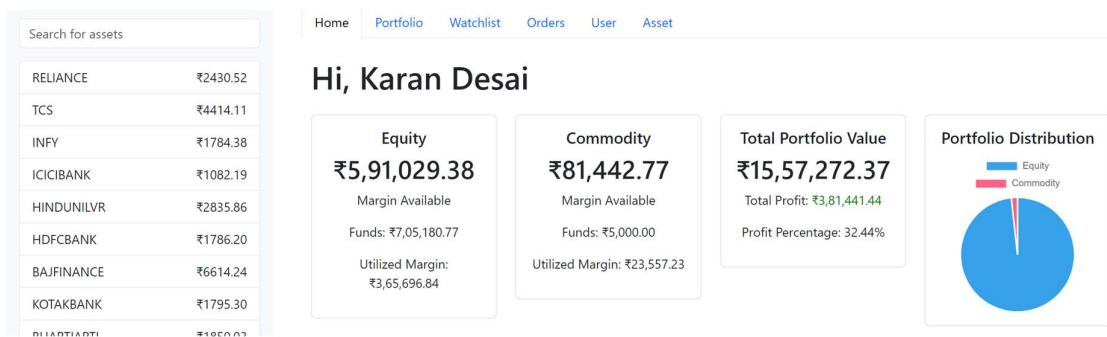 Search for assets
RELIANCE ₹2430.52
TCS ₹4414.11
INFY ₹1784.38
ICICIBANK ₹1082.19
HINDUNILVR ₹2835.86
HDFCBANK ₹1786.20
BAJFINANCE ₹6614.24
KOTAKBANK ₹1795.30
Home Portfolio Watchlist Orders User Asset
Hi, Karan Desai
Equity
₹5,91,029.38
Margin Available
Funds: ₹7,05,180.77
Utilized Margin:
₹3,65,696.84
Commodity
₹81,442.77
Margin Available
Funds: ₹5,000.00
Utilized Margin: ₹23,557.23
Total Portfolio Value
₹15,57,272.37
Total Profit: ₹3,81,441.44
Profit Percentage: 32.44%
Portfolio Distribution
Equity
Commodity